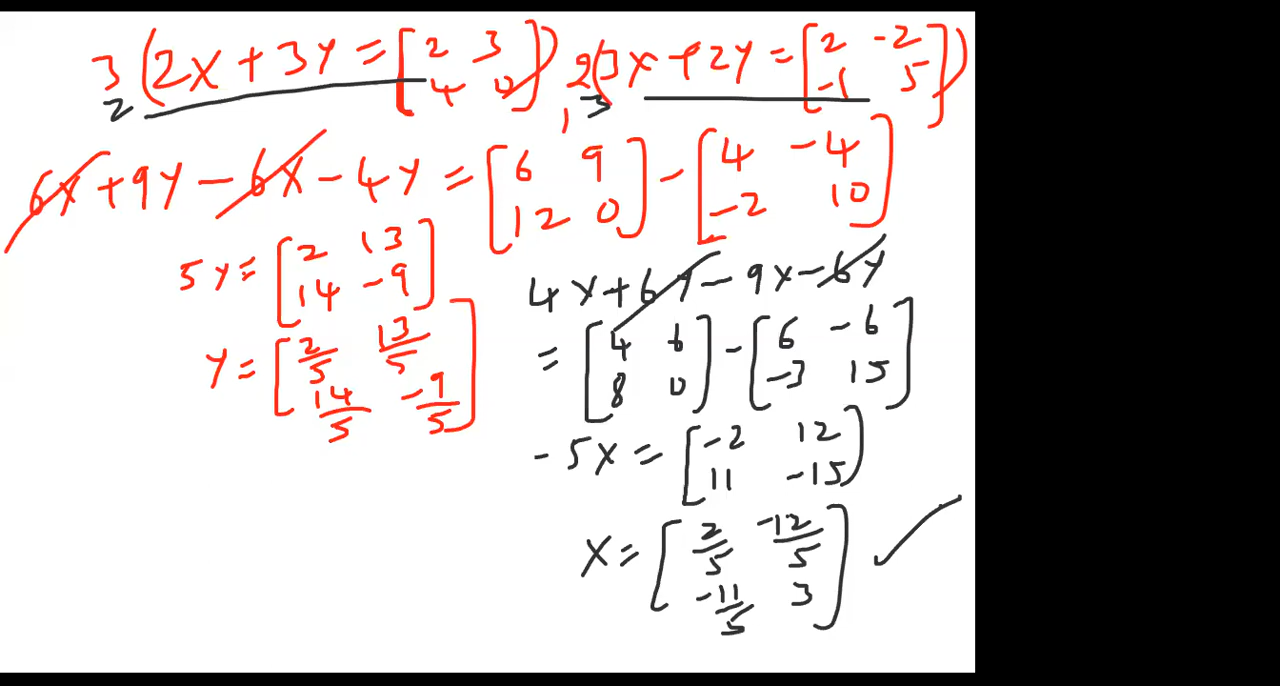 3 (2X + 3Y = [2 3
4 0]) 2(3X + 2Y = [2 -2
-1 5])
2 1 3
6X + 9Y - 6X - 4Y = [6 9
12 0] - [4 -4
-2 10]
5Y = [2 13
14 -9]
Y = [2/5 13/5
14/5 -9/5]
4X + 6Y - 9X - 6Y
= [4 6
8 0] - [6 -6
-3 15]
-5X = [-2 12
11 -15]
X = [2/5 -12/5
-11/5 3] ✓